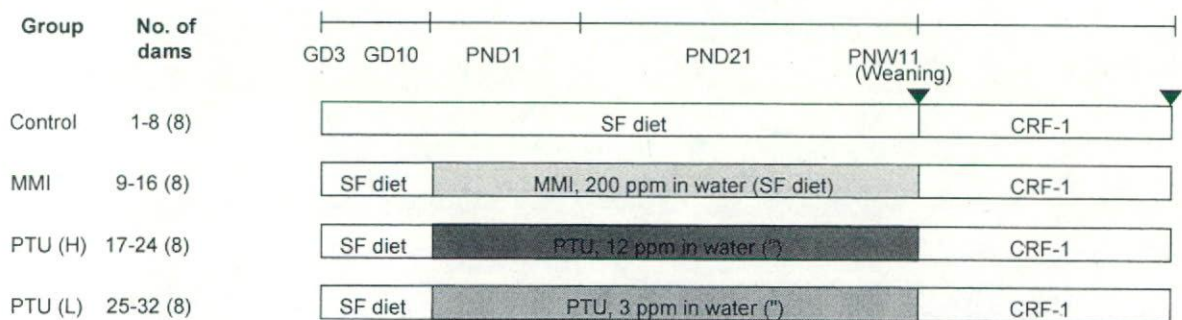 Group No. of dams
GD3 GD10 PND1 PND21 PNW11
(Weaning)
Control 1-8 (8) SF diet CRF-1
MMI 9-16 (8) SF diet MMI, 200 ppm in water (SF diet) CRF-1
PTU (H) 17-24 (8) SF diet PTU, 12 ppm in water (") CRF-1
PTU (L) 25-32 (8) SF diet PTU, 3 ppm in water (") CRF-1